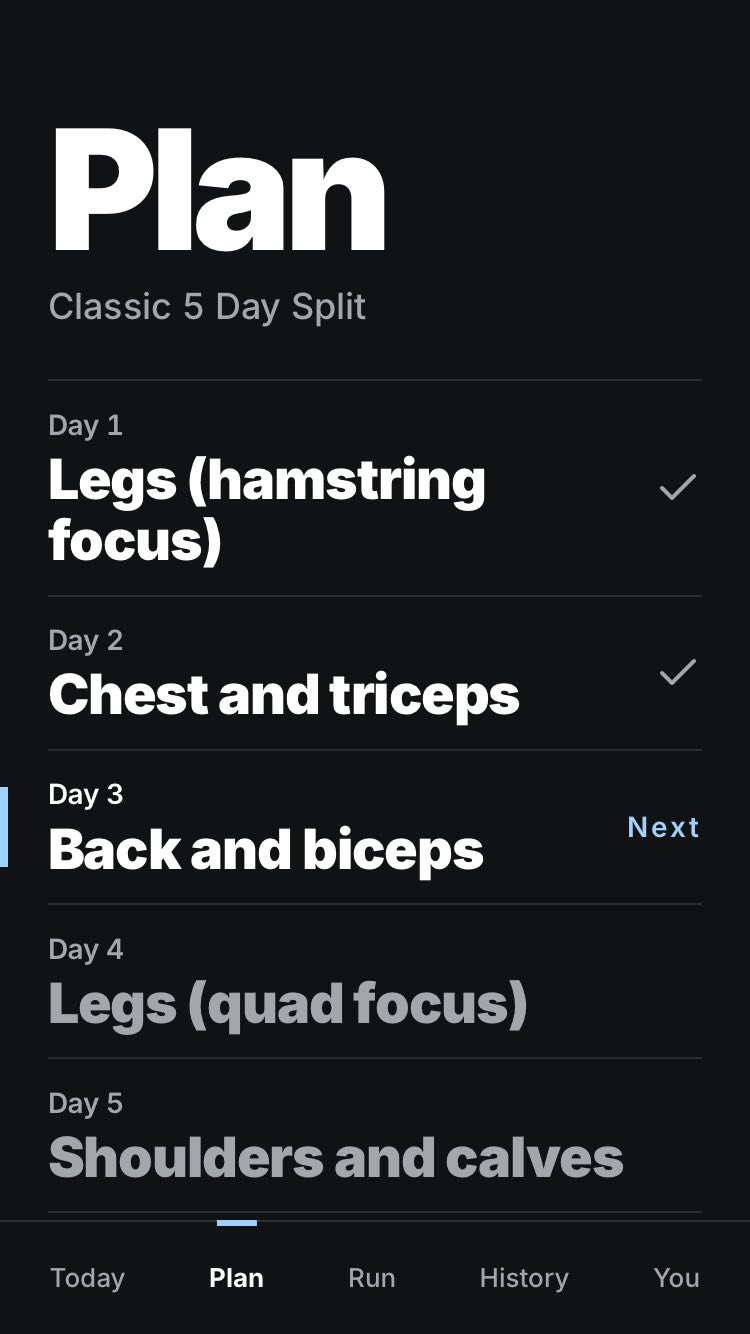 Plan
Classic 5 Day Split
Day 1
Legs (hamstring
focus)
Day 2
Chest and triceps
Day 3
Back and biceps
Next
Day 4
Legs (quad focus)
Day 5
Shoulders and calves
Today
Plan
Run
History
You